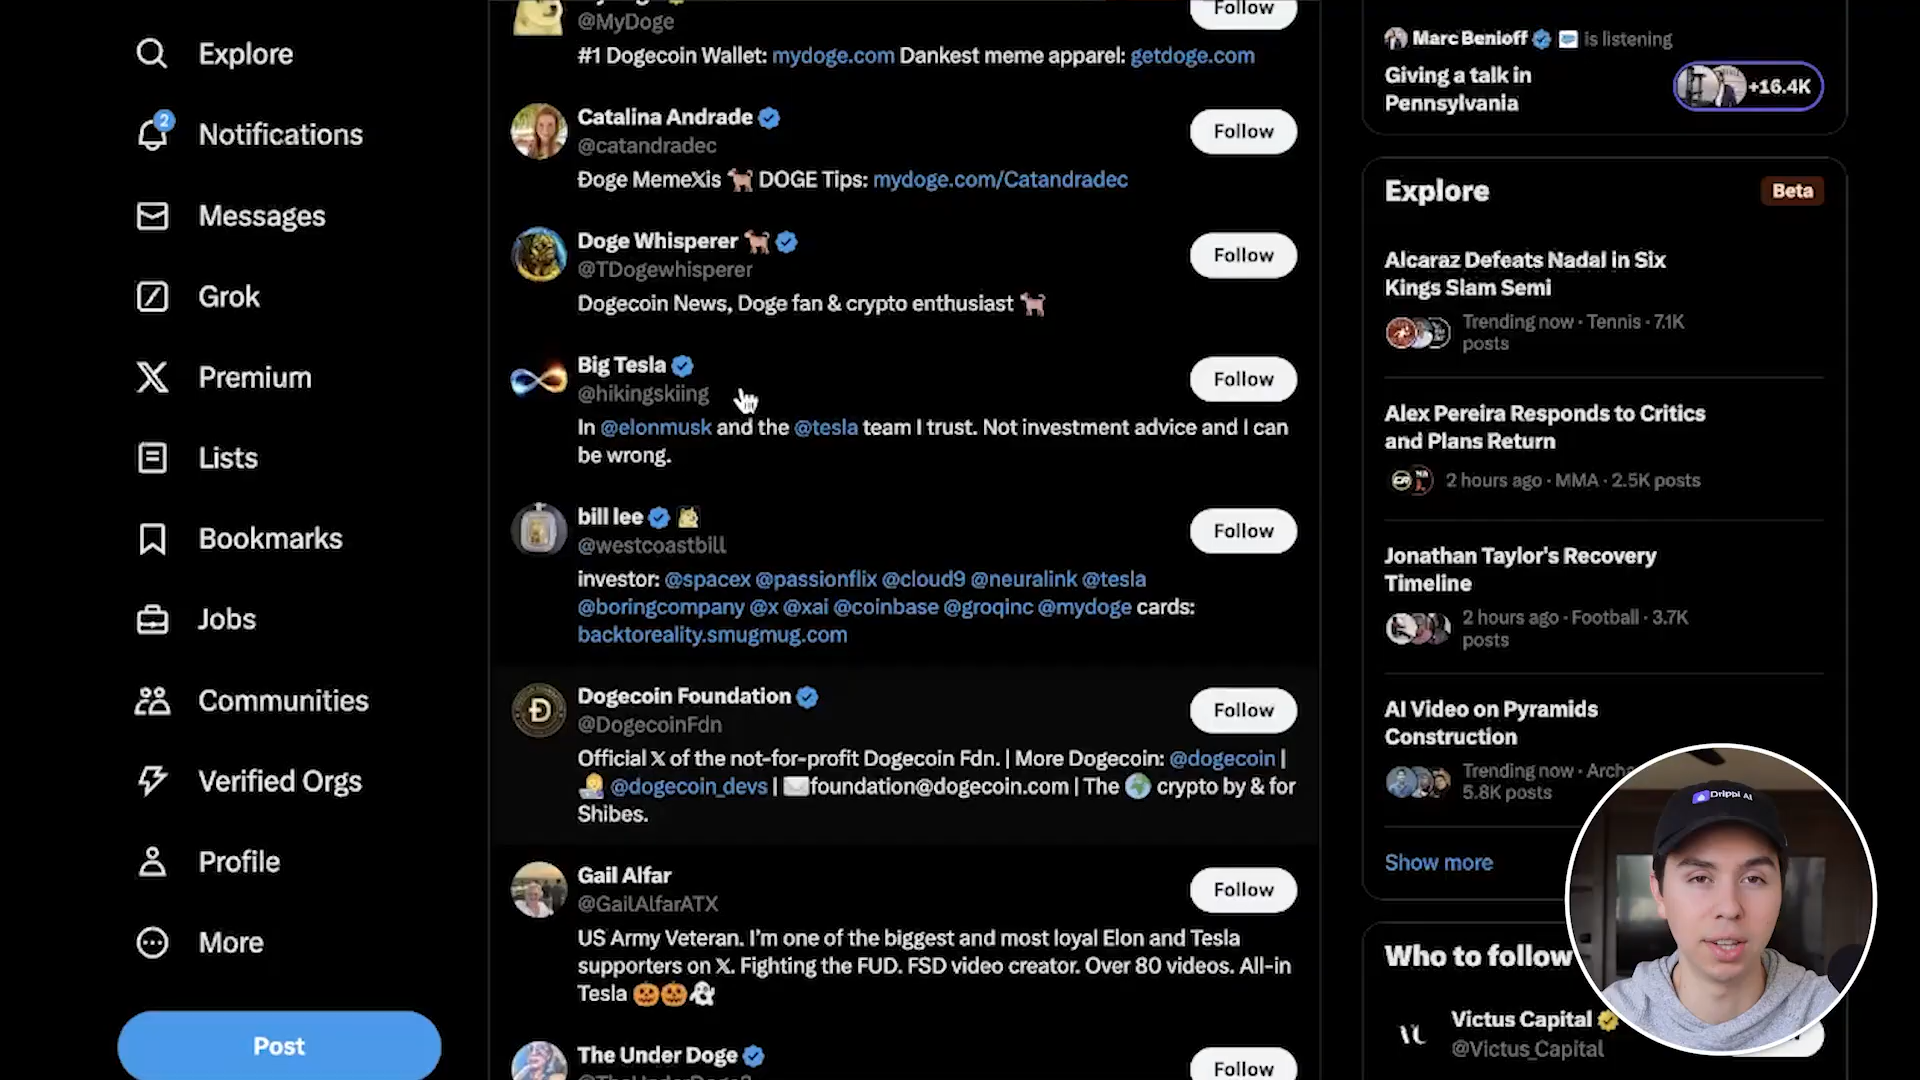 Explore
Notifications
2
Messages
Grok
Premium
Lists
Bookmarks
Jobs
Communities
Verified Orgs
Profile
More
Post
@MyDoge
Follow
#1 Dogecoin Wallet: mydoge.com Dankest meme apparel: getdoge.com
Catalina Andrade
@catandradec
Follow
Ðoge Meme𝕏is 🐕 DOGE Tips: mydoge.com/Catandradec
Doge Whisperer 🐕
@TDogewhisperer
Follow
Dogecoin News, Doge fan & crypto enthusiast 🐕
Big Tesla
@hikingskiing
Follow
In @elonmusk and the @tesla team I trust. Not investment advice and I can
be wrong.
bill lee
@westcoastbill
Follow
investor: @spacex @passionflix @cloud9 @neuralink @tesla
@boringcompany @x @xai @coinbase @groqinc @mydoge cards:
backtoreality.smugmug.com
Dogecoin Foundation
@DogecoinFdn
Follow
Official 𝕏 of the not-for-profit Dogecoin Fdn. | More Dogecoin: @dogecoin |
@dogecoin_devs | ✉️foundation@dogecoin.com | The 🌍 crypto by & for
Shibes.
Gail Alfar
@GailAlfarATX
Follow
US Army Veteran. I'm one of the biggest and most loyal Elon and Tesla
supporters on 𝕏. Fighting the FUD. FSD video creator. Over 80 videos. All-in
Tesla 🎃🎃👻
The Under Doge
Follow
Marc Benioff is listening
Giving a talk in
Pennsylvania
+16.4K
Explore
Beta
Alcaraz Defeats Nadal in Six
Kings Slam Semi
Trending now · Tennis · 7.1K
posts
Alex Pereira Responds to Critics
and Plans Return
2 hours ago · MMA · 2.5K posts
Jonathan Taylor's Recovery
Timeline
2 hours ago · Football · 3.7K
posts
AI Video on Pyramids
Construction
Trending now · Arch
5.8K posts
Show more
Who to follow
Victus Capital
@Victus_Capital
Drippi AI